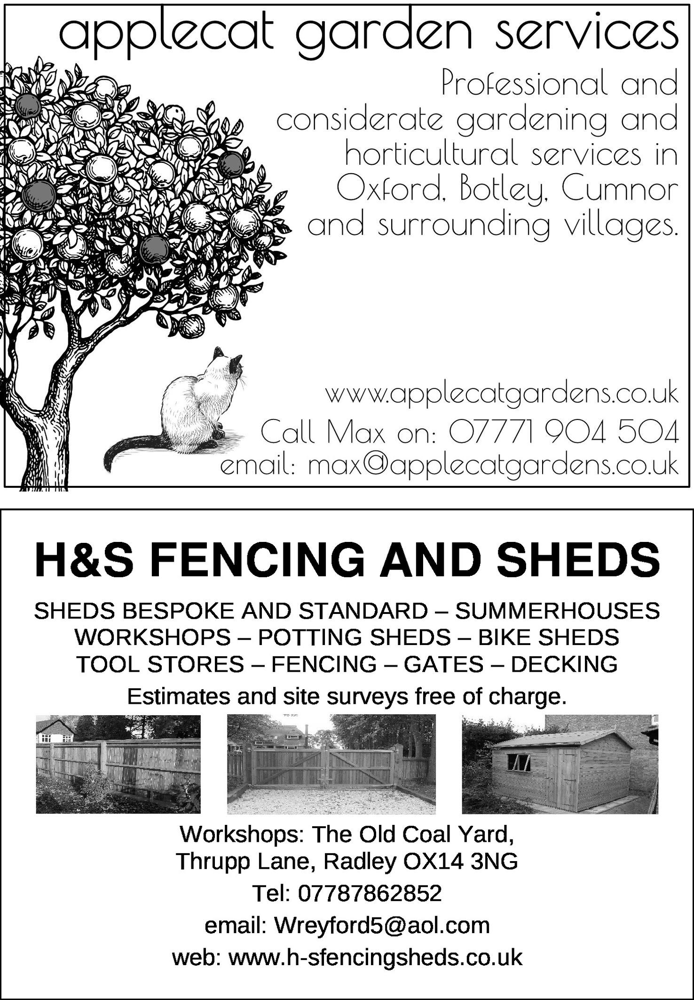 applecat garden services
Professional and
considerate gardening and
horticultural services in
Oxford, Botley, Cumnor
and surrounding villages.
www.applecatgardens.co.uk
Call Max on: 07771 904 504
email: max@applecatgardens.co.uk
H&S FENCING AND SHEDS
SHEDS BESPOKE AND STANDARD – SUMMERHOUSES
WORKSHOPS – POTTING SHEDS – BIKE SHEDS
TOOL STORES – FENCING – GATES – DECKING
Estimates and site surveys free of charge.
Workshops: The Old Coal Yard,
Thrupp Lane, Radley OX14 3NG
Tel: 07787862852
email: Wreyford5@aol.com
web: www.h-sfencingsheds.co.uk